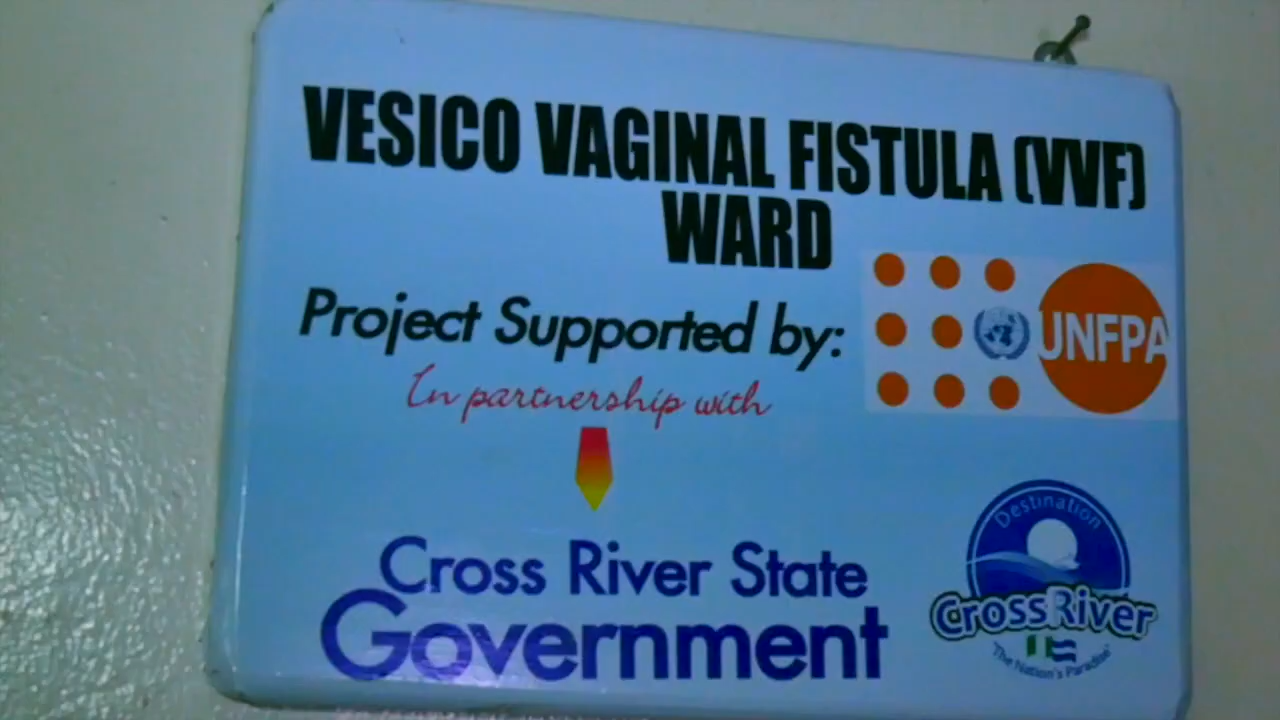 VESICO VAGINAL FISTULA (VVF)
WARD
Project Supported by:
UNFPA
In partnership with
Cross River State
Government
Destination
CrossRiver
"The Nation's Paradise"